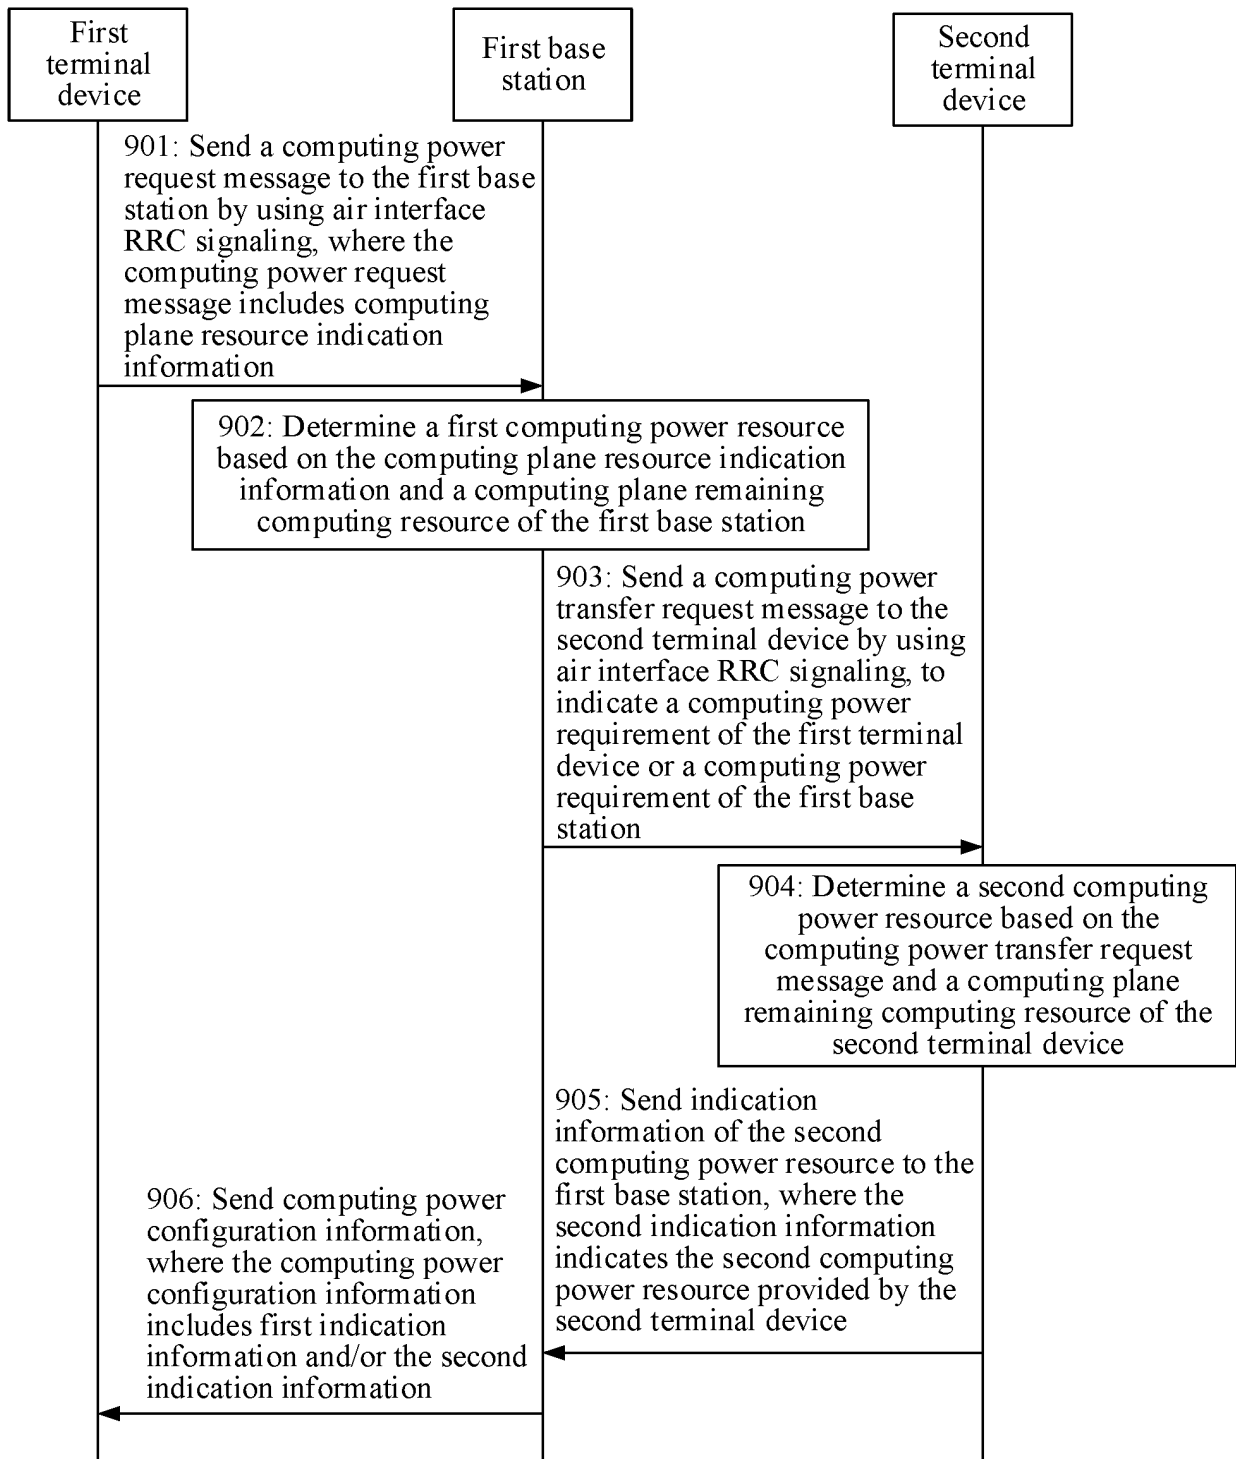 First
terminal
device
First base
station
Second
terminal
device
901: Send a computing power
request message to the first base
station by using air interface
RRC signaling, where the
computing power request
message includes computing
plane resource indication
information
902: Determine a first computing power resource
based on the computing plane resource indication
information and a computing plane remaining
computing resource of the first base station
903: Send a computing power
transfer request message to the
second terminal device by using
air interface RRC signaling, to
indicate a computing power
requirement of the first terminal
device or a computing power
requirement of the first base
station
904: Determine a second computing
power resource based on the
computing power transfer request
message and a computing plane
remaining computing resource of the
second terminal device
905: Send indication
information of the second
computing power resource to the
first base station, where the
second indication information
indicates the second computing
power resource provided by the
second terminal device
906: Send computing power
configuration information,
where the computing power
configuration information
includes first indication
information and/or the second
indication information